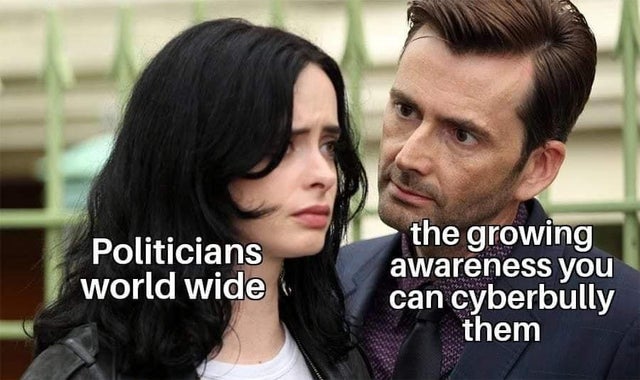 Politicians
world wide
the growing
awareness you
can cyberbully
them